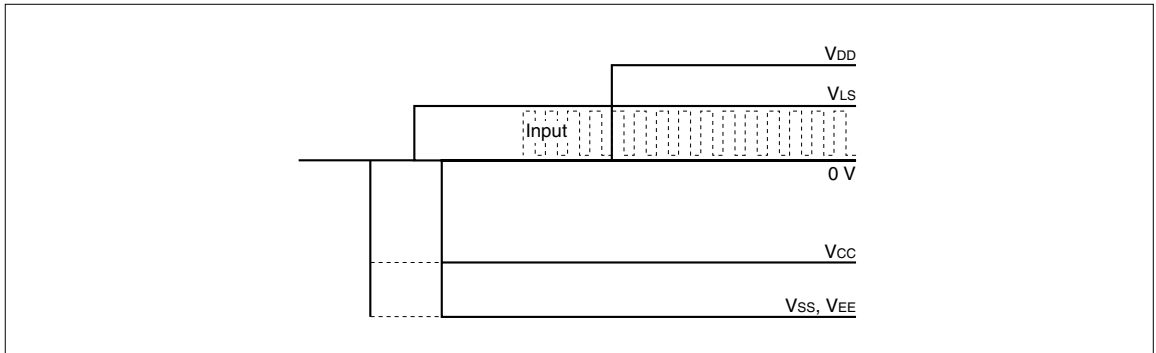 VDD
VLS
Input
0 V
VCC
VSS, VEE